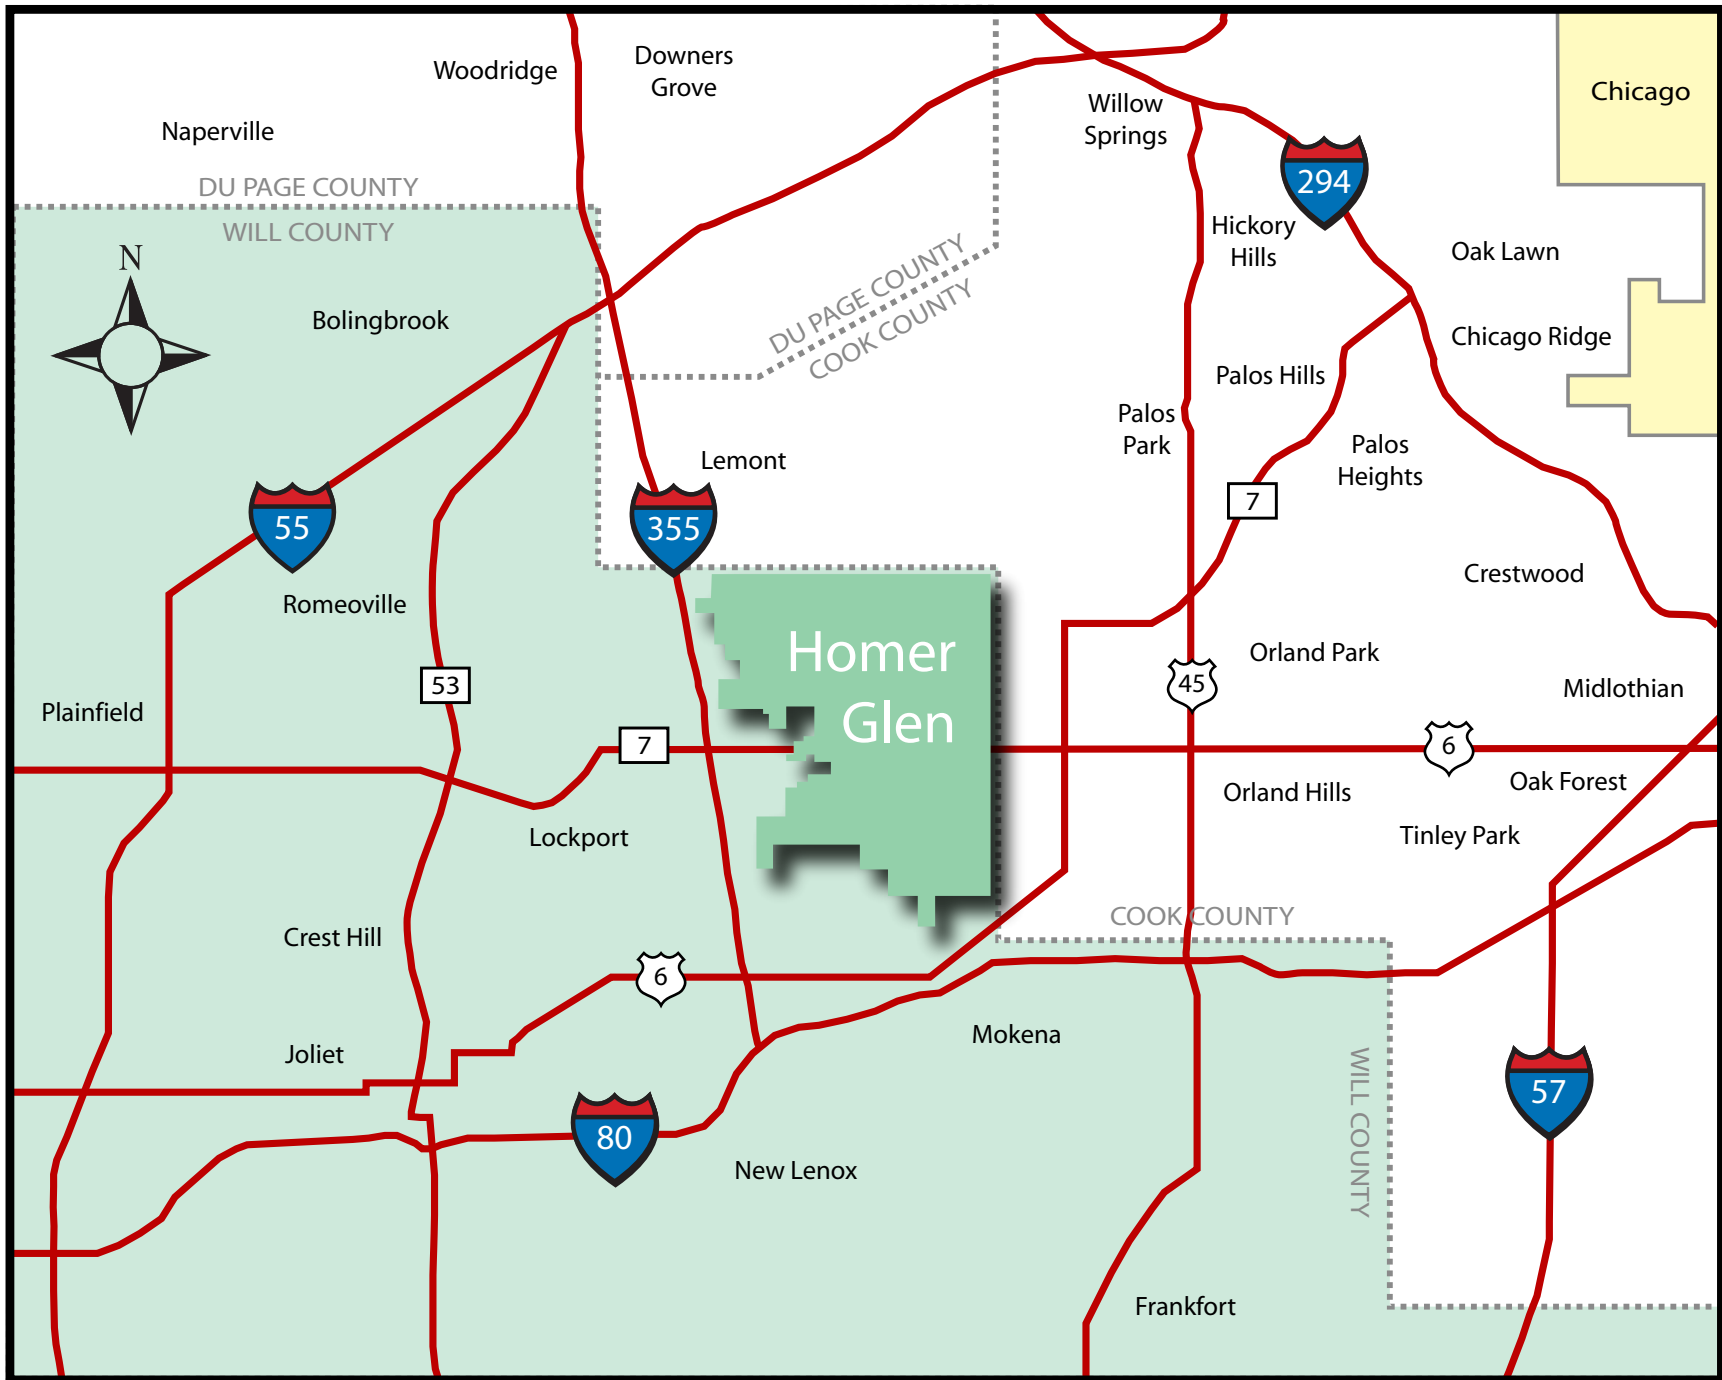 Woodridge
Downers
Grove
Naperville
Willow
Springs
Chicago
294
DU PAGE COUNTY
WILL COUNTY
N
Hickory
Hills
Oak Lawn
DU PAGE COUNTY
COOK COUNTY
Bolingbrook
Chicago Ridge
Palos Hills
Palos
Park
Palos
Heights
Lemont
7
55
355
Crestwood
Romeoville
Homer
Glen
Orland Park
53
45
Midlothian
Plainfield
7
6
Oak Forest
Orland Hills
Lockport
Tinley Park
COOK COUNTY
Crest Hill
6
Mokena
Joliet
WILL COUNTY
57
80
New Lenox
Frankfort